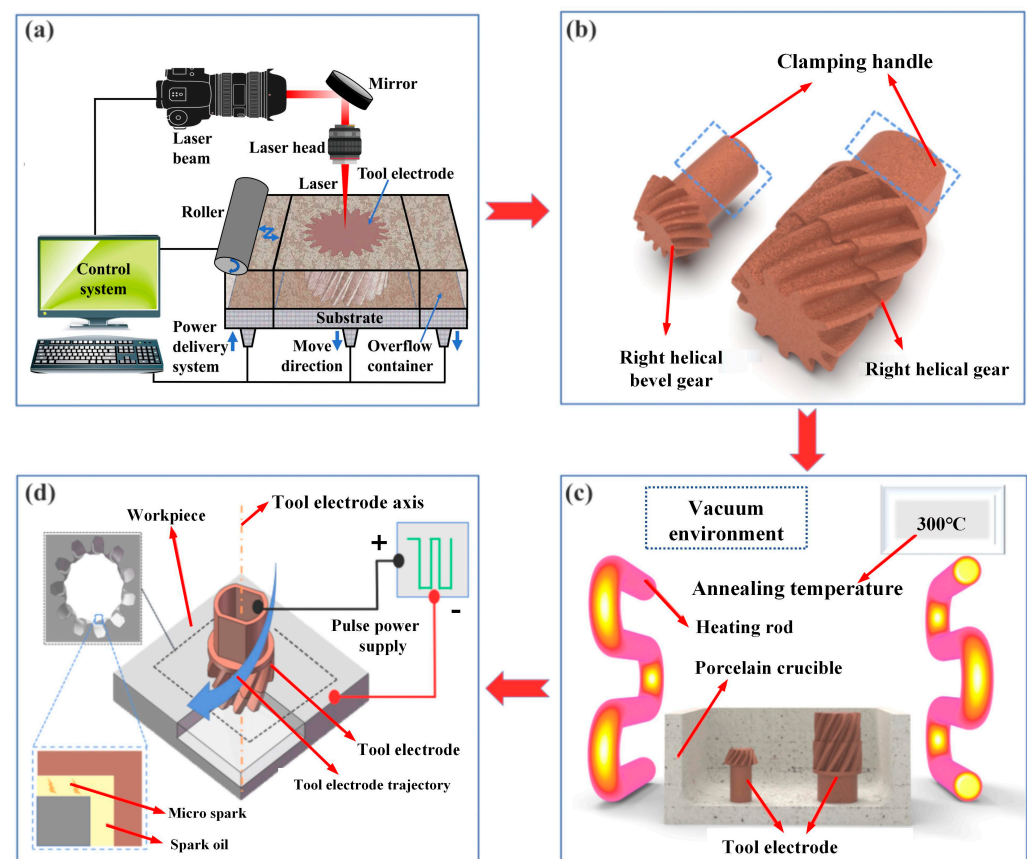 (a)
Mirror
Laser
beam
Laser head
Tool electrode
Laser
Roller
Control
system
Substrate
Power
delivery
system
Move
direction
Overflow
container
(b)
Clamping handle
Right helical
bevel gear
Right helical gear
(c)
Vacuum
environment
300°C
Annealing temperature
Heating rod
Porcelain crucible
Tool electrode
(d)
Tool electrode axis
Workpiece
+
-
Pulse power
supply
Tool electrode
Tool electrode trajectory
Micro spark
Spark oil